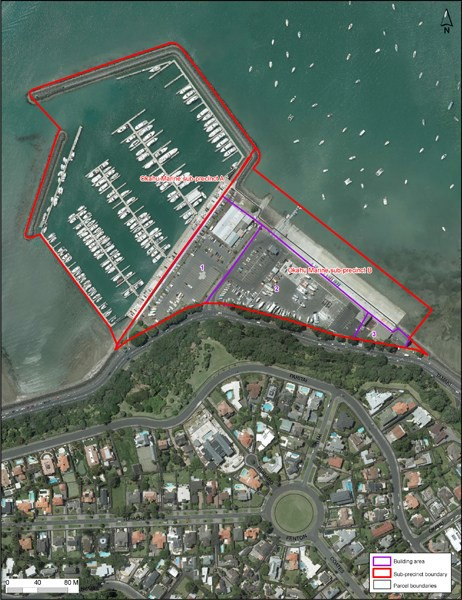 N
Okahu Marine sub-precinct A
Okahu Marine sub-precinct B
1
2
3
FENTON
0 40 80 M
Building area
Sub-precinct boundary
Parcel boundaries